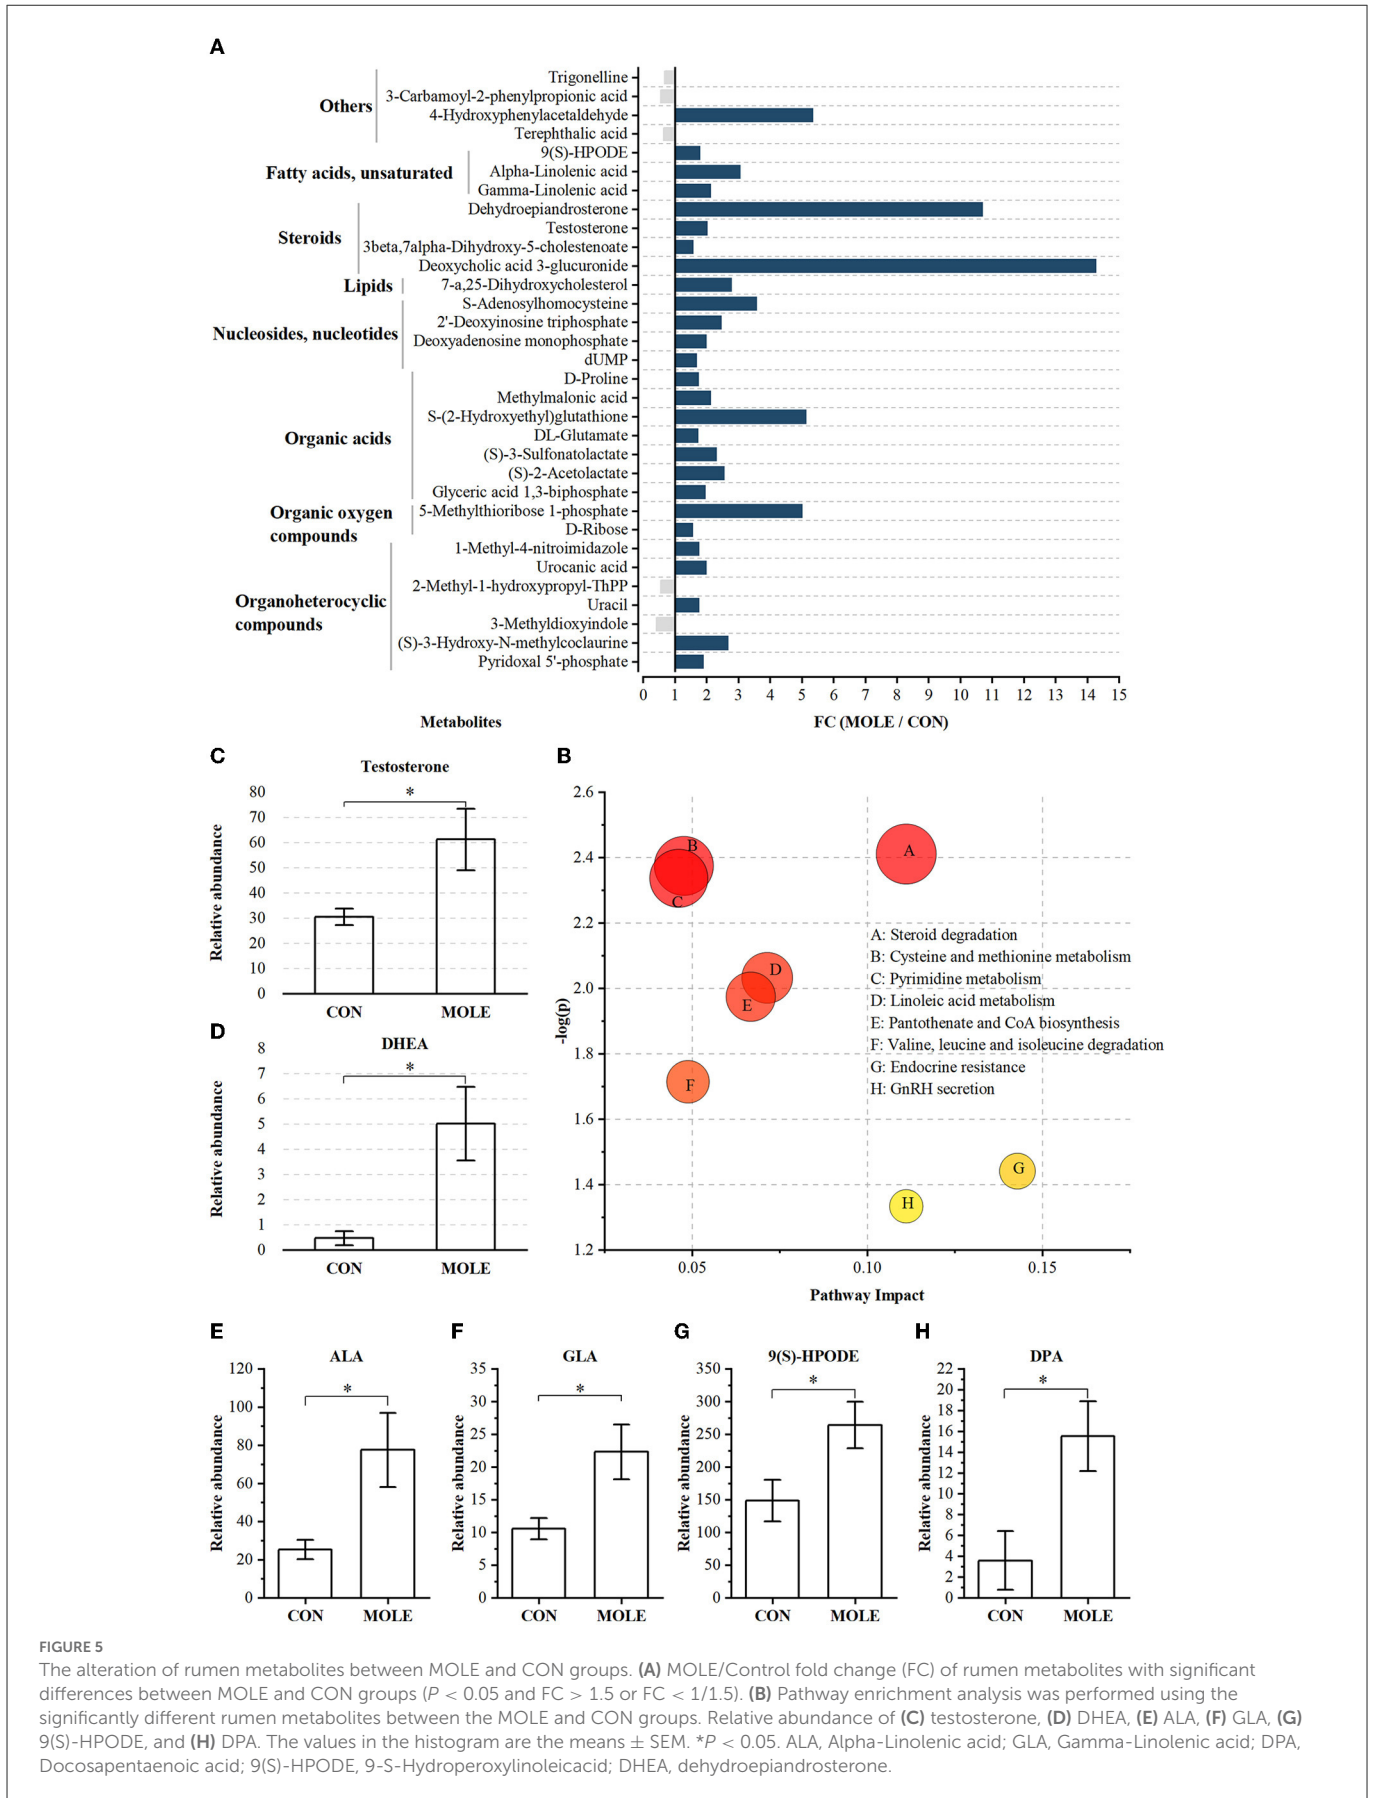 A
Others
Trigonelline
3-Carbamoyl-2-phenylpropionic acid
4-Hydroxyphenylacetaldehyde
Terephthalic acid
Fatty acids, unsaturated
9(S)-HPODE
Alpha-Linolenic acid
Gamma-Linolenic acid
Steroids
Dehydroepiandrosterone
Testosterone
3beta,7alpha-Dihydroxy-5-cholestenoate
Deoxycholic acid 3-glucuronide
Lipids
7-a,25-Dihydroxycholesterol
Nucleosides, nucleotides
S-Adenosylhomocysteine
2'-Deoxyinosine triphosphate
Deoxyadenosine monophosphate
dUMP
Organic acids
D-Proline
Methylmalonic acid
S-(2-Hydroxyethyl)glutathione
DL-Glutamate
(S)-3-Sulfonatolactate
(S)-2-Acetolactate
Glyceric acid 1,3-biphosphate
Organic oxygen
compounds
5-Methylthioribose 1-phosphate
D-Ribose
Organoheterocyclic
compounds
1-Methyl-4-nitroimidazole
Urocanic acid
2-Methyl-1-hydroxypropyl-ThPP
Uracil
3-Methyldioxyindole
(S)-3-Hydroxy-N-methylcoclaurine
Pyridoxal 5'-phosphate
0 1 2 3 4 5 6 7 8 9 10 11 12 13 14 15
Metabolites
FC (MOLE / CON)
C
Testosterone
Relative abundance
80
70
60
50
40
30
20
10
0
*
CON MOLE
D
DHEA
Relative abundance
8
7
6
5
4
3
2
1
0
*
CON MOLE
B
-log(p)
2.6
2.4
2.2
2.0
1.8
1.6
1.4
1.2
B
A
C
D
E
F
G
H
A: Steroid degradation
B: Cysteine and methionine metabolism
C: Pyrimidine metabolism
D: Linoleic acid metabolism
E: Pantothenate and CoA biosynthesis
F: Valine, leucine and isoleucine degradation
G: Endocrine resistance
H: GnRH secretion
0.05 0.10 0.15
Pathway Impact
E
ALA
Relative abundance
120
100
80
60
40
20
0
*
CON MOLE
F
GLA
Relative abundance
35
30
25
20
15
10
5
0
*
CON MOLE
G
9(S)-HPODE
Relative abundance
350
300
250
200
150
100
50
0
*
CON MOLE
H
DPA
Relative abundance
22
20
18
16
14
12
10
8
6
4
2
0
*
CON MOLE
FIGURE 5
The alteration of rumen metabolites between MOLE and CON groups. (A) MOLE/Control fold change (FC) of rumen metabolites with significant
differences between MOLE and CON groups (P < 0.05 and FC > 1.5 or FC < 1/1.5). (B) Pathway enrichment analysis was performed using the
significantly different rumen metabolites between the MOLE and CON groups. Relative abundance of (C) testosterone, (D) DHEA, (E) ALA, (F) GLA, (G)
9(S)-HPODE, and (H) DPA. The values in the histogram are the means ± SEM. *P < 0.05. ALA, Alpha-Linolenic acid; GLA, Gamma-Linolenic acid; DPA,
Docosapentaenoic acid; 9(S)-HPODE, 9-S-Hydroperoxylinoleicacid; DHEA, dehydroepiandrosterone.